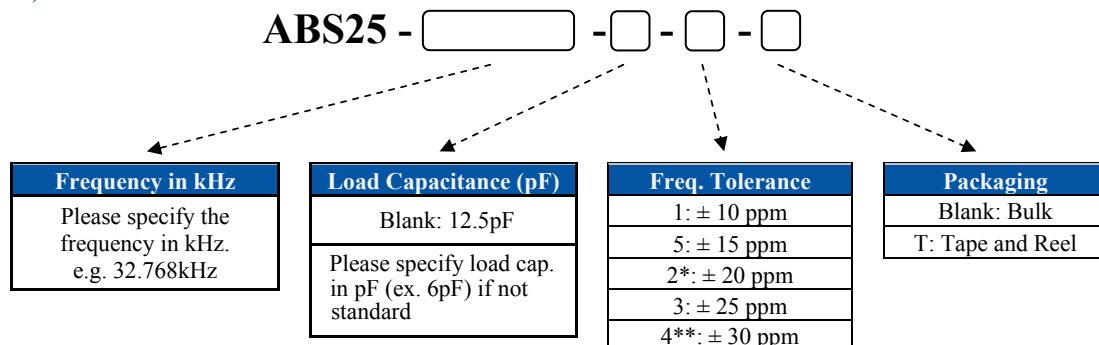 ABS25 - - - -
Frequency in kHz
Please specify the
frequency in kHz.
e.g. 32.768kHz
Load Capacitance (pF)
Blank: 12.5pF
Please specify load cap.
in pF (ex. 6pF) if not
standard
Freq. Tolerance
1: ± 10 ppm
5: ± 15 ppm
2*: ± 20 ppm
3: ± 25 ppm
4**: ± 30 ppm
Packaging
Blank: Bulk
T: Tape and Reel